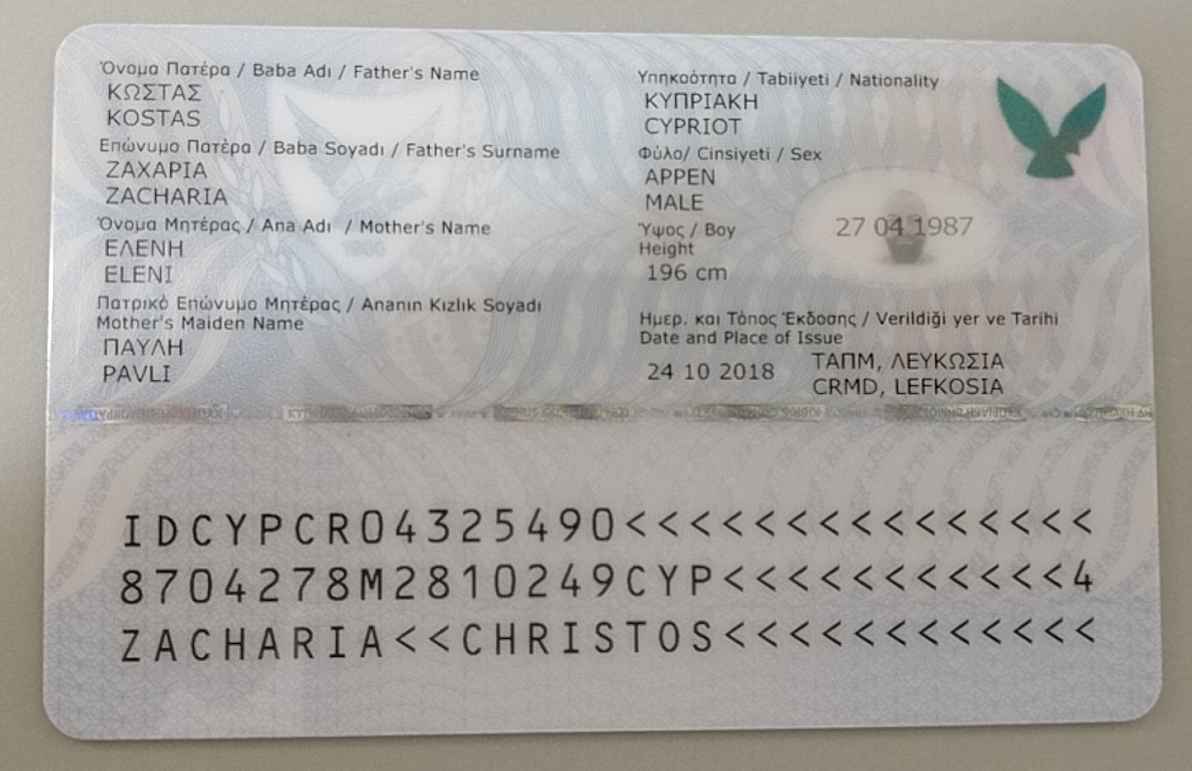 Όνομα Πατέρα / Baba Adı / Father's Name
ΚΩΣΤΑΣ
KOSTAS
Επώνυμο Πατέρα / Baba Soyadı / Father's Surname
ΖΑΧΑΡΙΑ
ZACHARIA
Όνομα Μητέρας / Ana Adı / Mother's Name
ΕΛΕΝΗ
ELENI
Πατρικό Επώνυμο Μητέρας / Ananın Kızlık Soyadı
Mother's Maiden Name
ΠΑΥΛΗ
PAVLI
Υπηκοότητα / Tabiiyeti / Nationality
ΚΥΠΡΙΑΚΗ
CYPRIOT
Φύλο/ Cinsiyeti / Sex
ΑΡΡΕΝ
MALE
Ύψος / Boy
Height
196 cm
27 04 1987
Ημερ. και Τόπος Έκδοσης / Verildiği yer ve Tarihi
Date and Place of Issue
24 10 2018
ΤΑΠΜ, ΛΕΥΚΩΣΙΑ
CRMD, LEFKOSIA
IDCYPCR04325490<<<<<<<<<<<<<<<
8704278M2810249CYP<<<<<<<<<<<4
ZACHARIA<<CHRISTOS<<<<<<<<<<<<